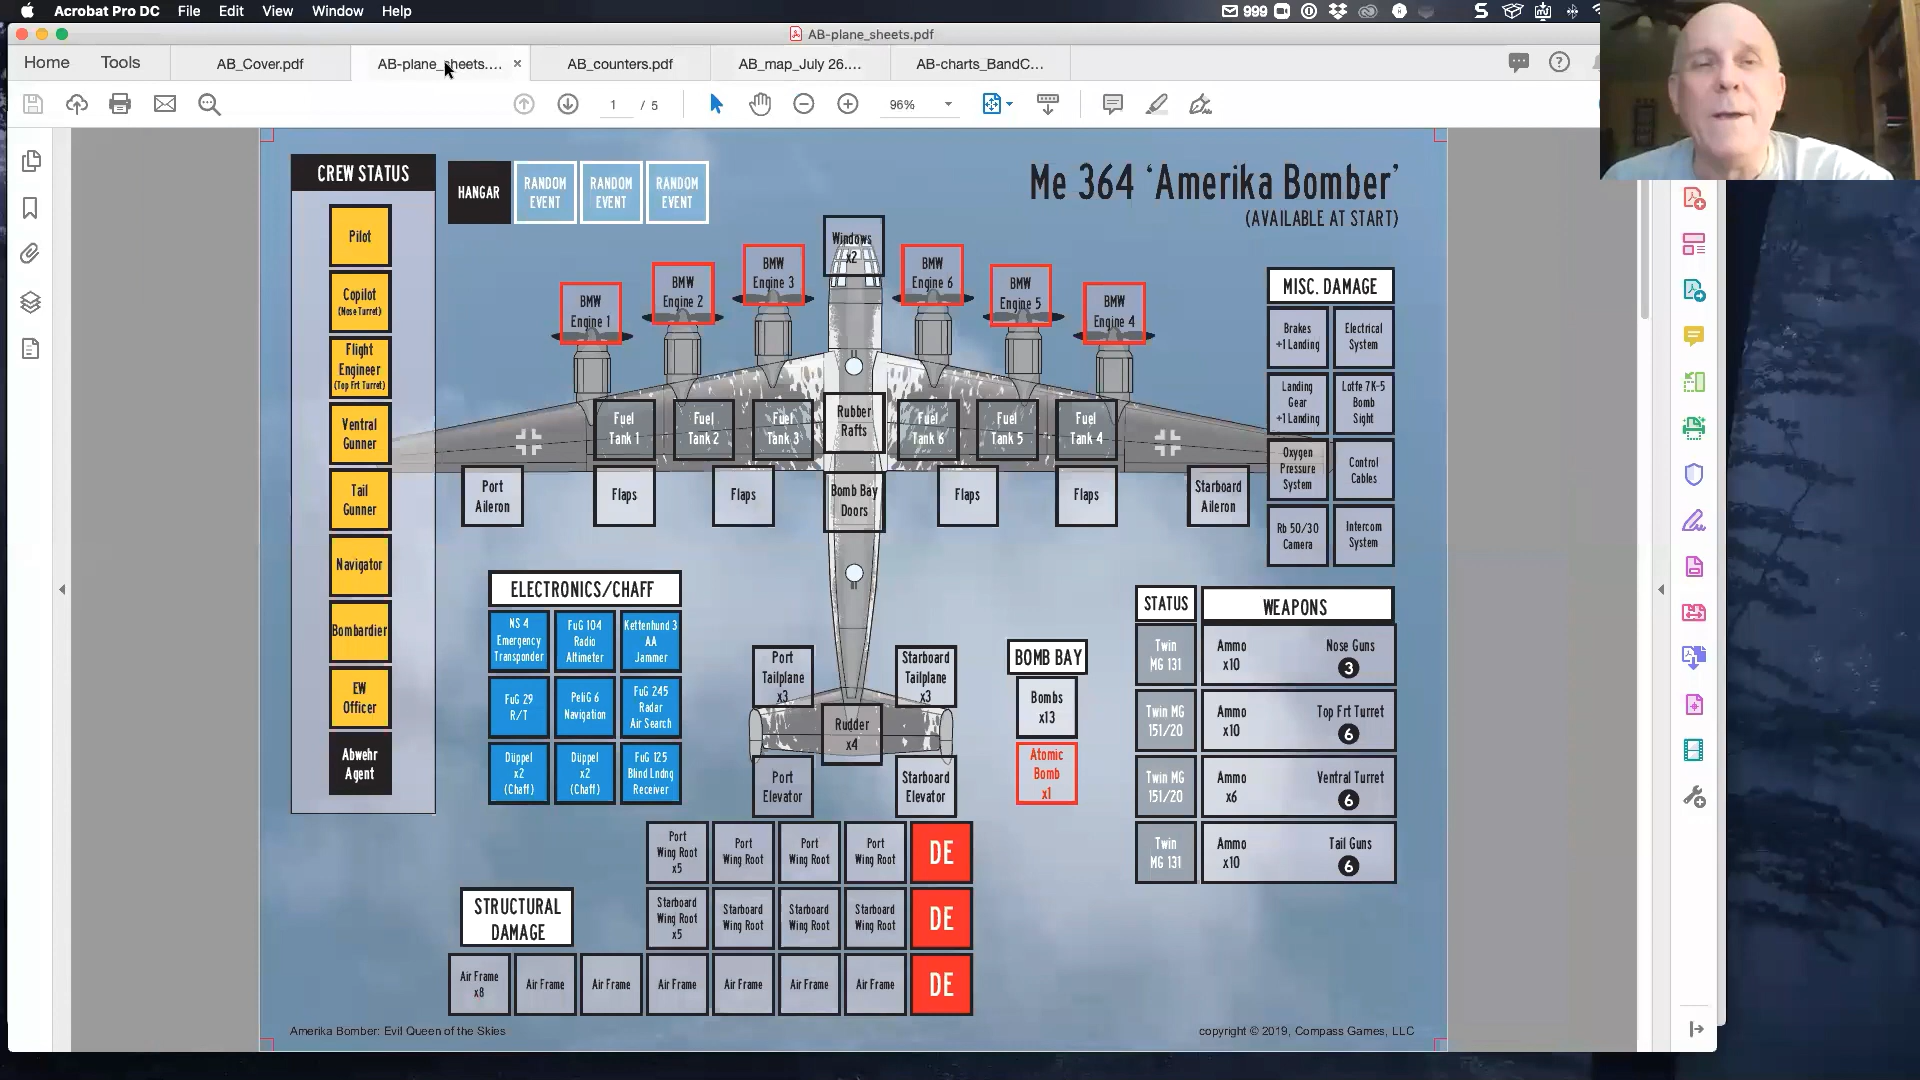 Acrobat Pro DC File Edit View Window Help
999
AB-plane_sheets.pdf
Home Tools AB_Cover.pdf AB-plane_sheets.... AB_counters.pdf AB_map_July 26.... AB-charts_BandC...
1 / 5 96%
CREW STATUS
Pilot
Copilot
(Nose Turret)
Flight
Engineer
(Top Frt Turret)
Ventral
Gunner
Tail
Gunner
Navigator
Bombardier
EW
Officer
Abwehr
Agent
HANGAR
RANDOM
EVENT
RANDOM
EVENT
RANDOM
EVENT
Me 364 'Amerika Bomber'
(AVAILABLE AT START)
Windows
x2
BMW
Engine 1
BMW
Engine 2
BMW
Engine 3
BMW
Engine 6
BMW
Engine 5
BMW
Engine 4
Fuel
Tank 1
Fuel
Tank 2
Fuel
Tank 3
Rubber
Rafts
Fuel
Tank 6
Fuel
Tank 5
Fuel
Tank 4
Port
Aileron
Flaps
Flaps
Bomb Bay
Doors
Flaps
Flaps
Starboard
Aileron
MISC. DAMAGE
Brakes
+1 Landing
Electrical
System
Landing
Gear
+1 Landing
Lotfe 7K-5
Bomb
Sight
Oxygen
Pressure
System
Control
Cables
Rb 50/30
Camera
Intercom
System
ELECTRONICS/CHAFF
NS 4
Emergency
Transponder
FuG 104
Radio
Altimeter
Kettenhund 3
AA
Jammer
FuG 29
R/T
PeliG 6
Navigation
FuG 245
Radar
Air Search
Düppel
x2
(Chaff)
Düppel
x2
(Chaff)
FuG 125
Blind Lndng
Receiver
Port
Tailplane
x3
Starboard
Tailplane
x3
Rudder
x4
Port
Elevator
Starboard
Elevator
BOMB BAY
Bombs
x13
Atomic
Bomb
x1
STATUS WEAPONS
Twin
MG 131
Ammo
x10
Nose Guns
3
Twin MG
151/20
Ammo
x10
Top Frt Turret
6
Twin MG
151/20
Ammo
x6
Ventral Turret
6
Twin
MG 131
Ammo
x10
Tail Guns
6
STRUCTURAL
DAMAGE
Port
Wing Root
x5
Port
Wing Root
Port
Wing Root
Port
Wing Root
DE
Starboard
Wing Root
x5
Starboard
Wing Root
Starboard
Wing Root
Starboard
Wing Root
DE
Air Frame
x8
Air Frame
Air Frame
Air Frame
Air Frame
Air Frame
Air Frame
DE
Amerika Bomber: Evil Queen of the Skies
copyright © 2019, Compass Games, LLC